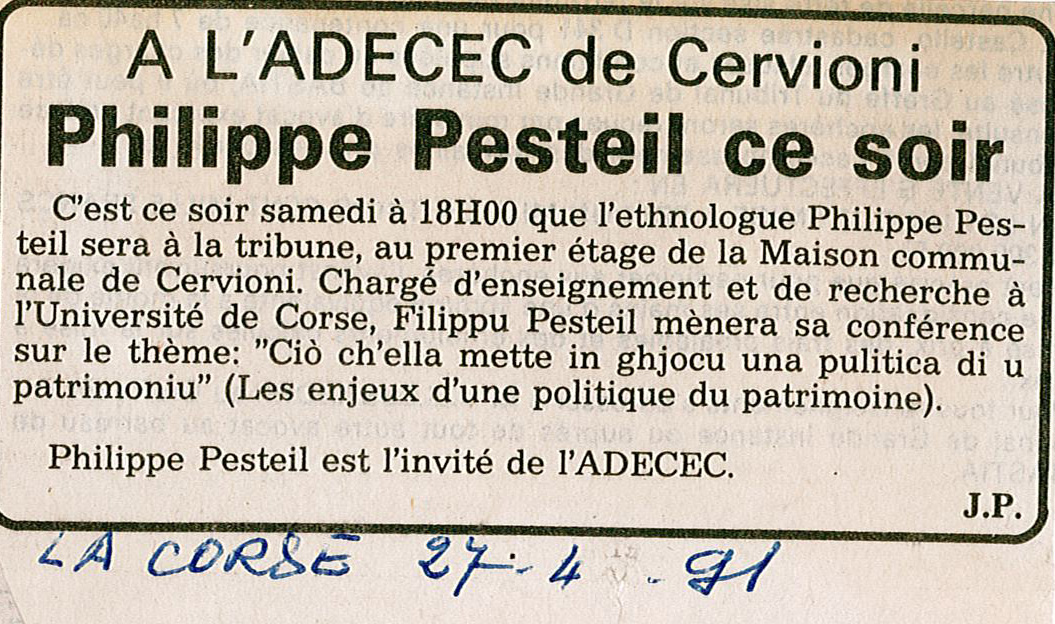 A L'ADECEC de Cervioni
Philippe Pesteil ce soir
C'est ce soir samedi à 18H00 que l'ethnologue Philippe Pes-
teil sera à la tribune, au premier étage de la Maison commu-
nale de Cervioni. Chargé d'enseignement et de recherche à
l'Université de Corse, Filippu Pesteil mènera sa conférence
sur le thème: "Ciò ch'ella mette in ghjocu una pulitica di u
patrimoniu" (Les enjeux d'une politique du patrimoine).
Philippe Pesteil est l'invité de l'ADECEC.
J.P.
LA CORSE 27.4.91